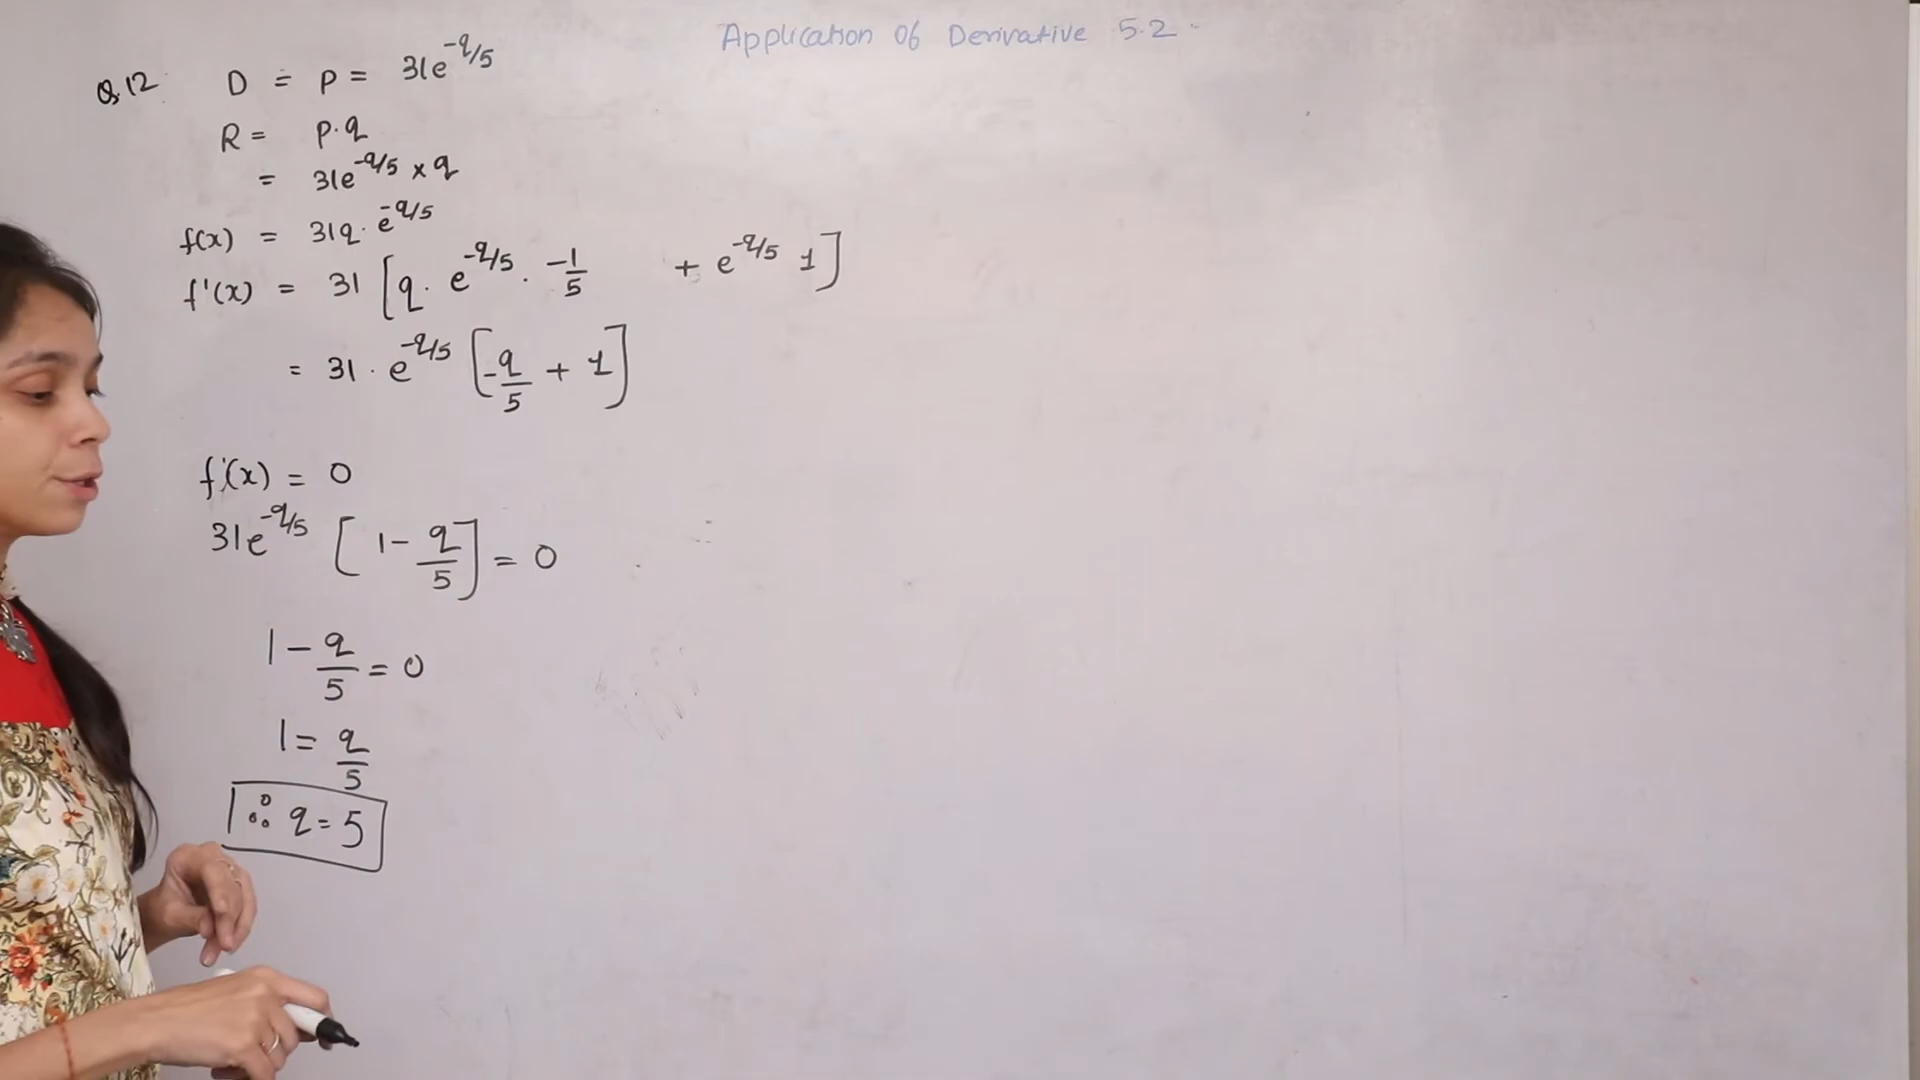 Application Of Derivative 5.2
Q.12 D = P = 31e^{-q/5}
R = p·q
= 31e^{-q/5} × q
f(x) = 31q·e^{-q/5}
f'(x) = 31 [q·e^{-q/5}·-1/5 + e^{-q/5} 1]
= 31·e^{-q/5} [-q/5 + 1]
f'(x) = 0
31e^{-q/5} [1 - q/5] = 0
1 - q/5 = 0
1 = q/5
∴ q = 5